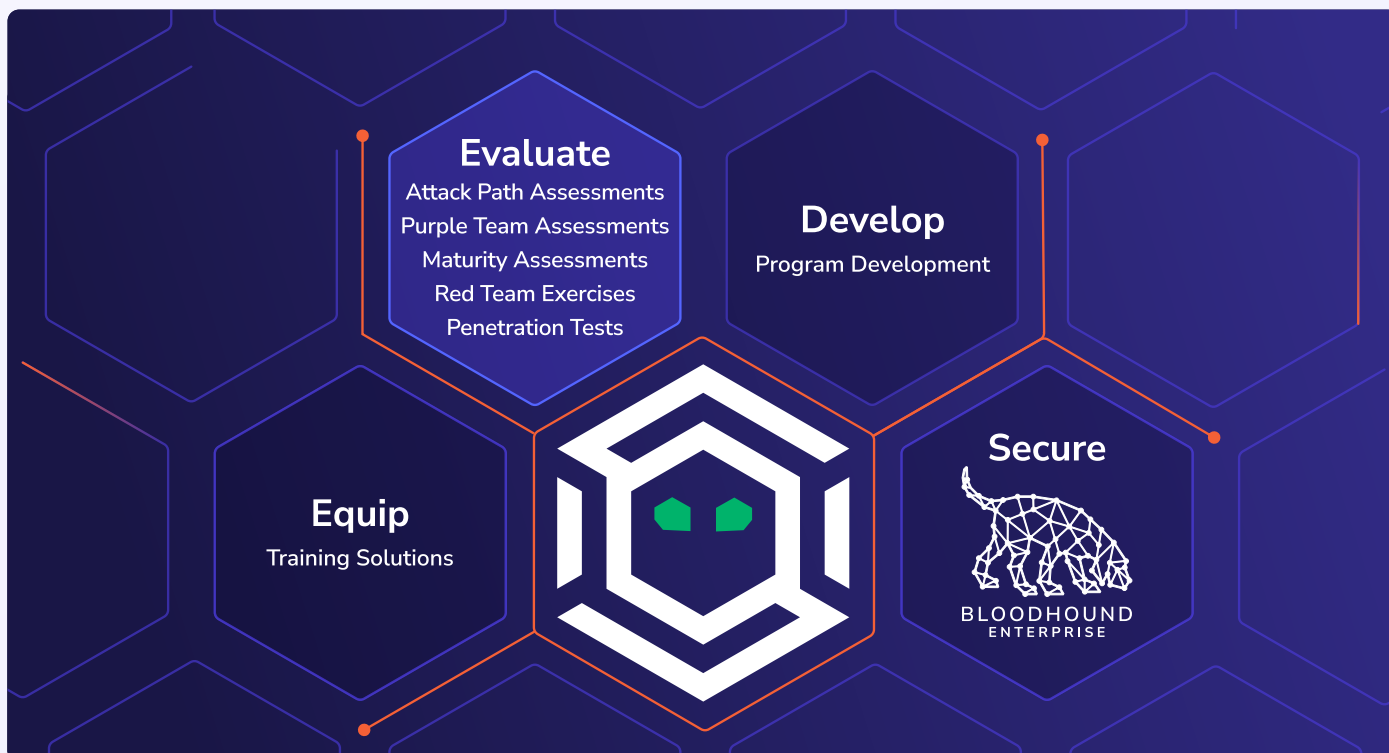 Evaluate
Attack Path Assessments
Purple Team Assessments
Maturity Assessments
Red Team Exercises
Penetration Tests
Develop
Program Development
Equip
Training Solutions
Secure
BLOODHOUND
ENTERPRISE